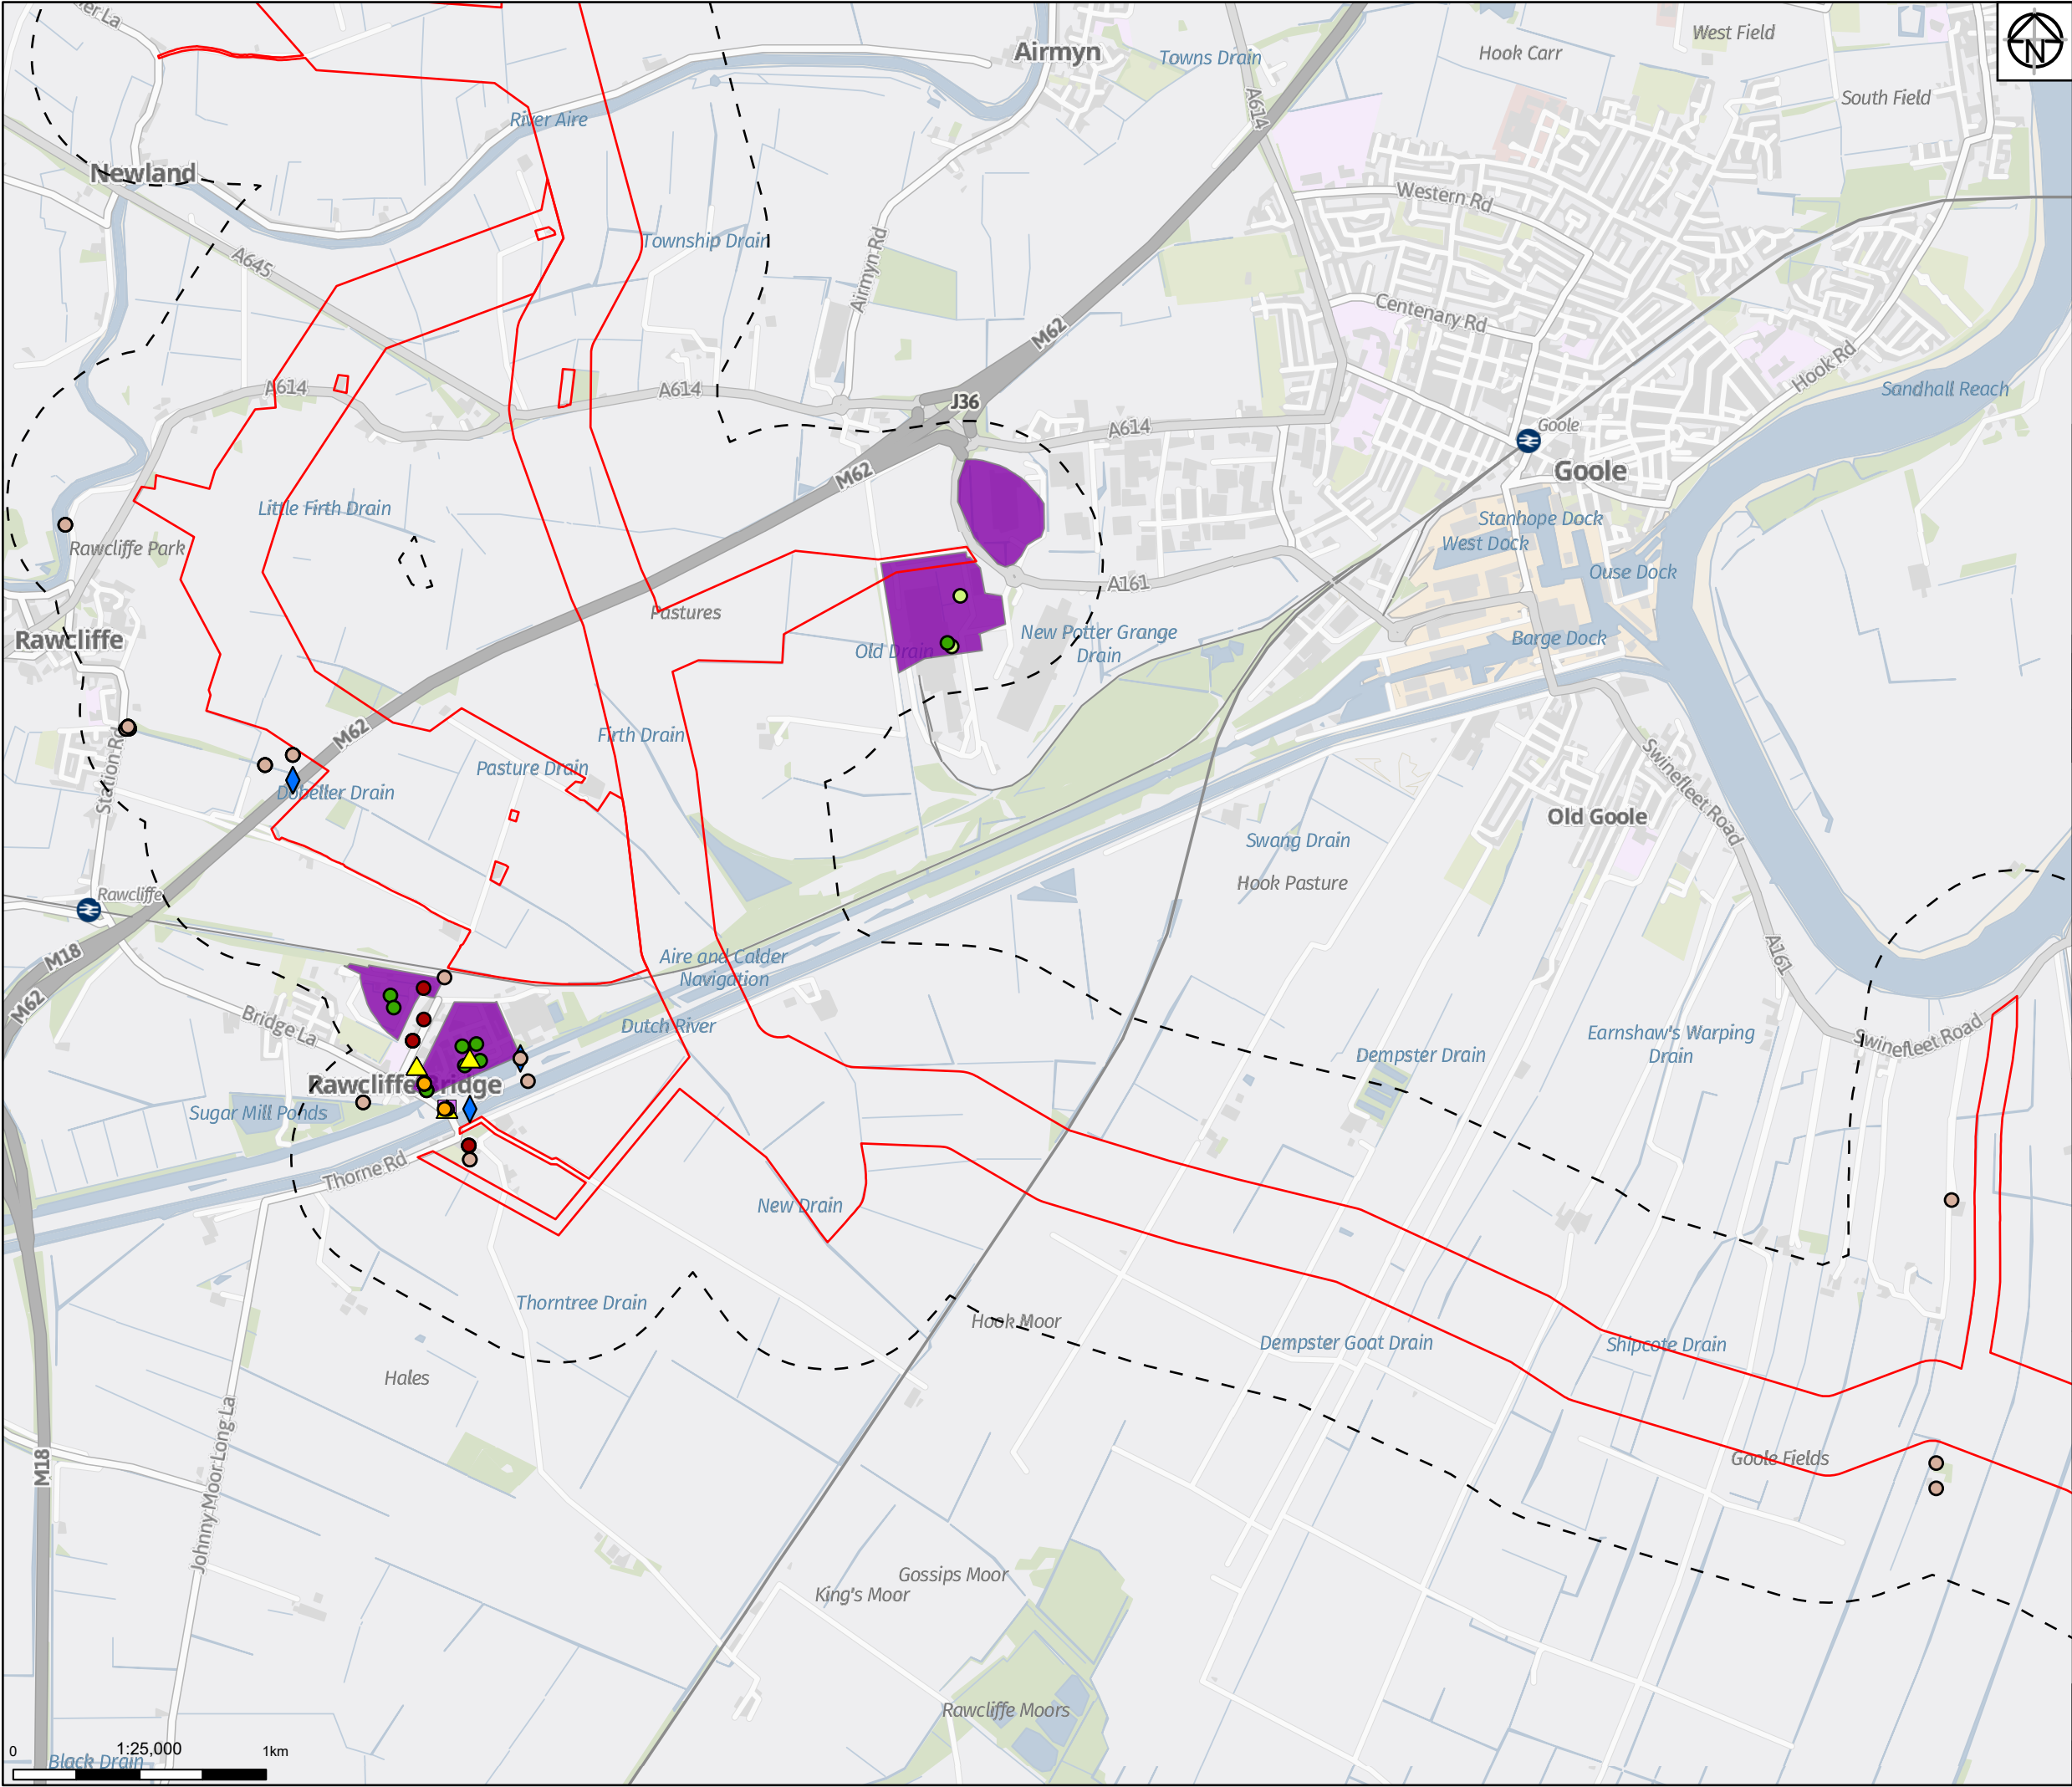 Airmyn
Towns Drain
Hook Carr
West Field
N
A614
South Field
River Aire
Newland
Western Rd
Township Drain
A645
Airmyn Rd
Centenary Rd
M62
Hook Rd
A614
A614
J36
Sandhall Reach
A614
Goole
M62
Goole
Little Firth Drain
Stanhope Dock
West Dock
Rawcliffe Park
Ouse Dock
A161
Pastures
Rawcliffe
New Potter Grange
Drain
Old Drain
Barge Dock
Firth Drain
M62
Station Rd
Pasture Drain
Dobeller Drain
Swinefleet Road
Old Goole
Swang Drain
Hook Pasture
Rawcliffe
M18
Aire and Calder
Navigation
A161
M62
Bridge La
Dutch River
Swinefleet Road
Earnshaw's Warping
Drain
Dempster Drain
Rawcliffe Bridge
Sugar Mill Ponds
Thorne Rd
New Drain
Thorntree Drain
Hook Moor
Dempster Goat Drain
Shipcote Drain
Hales
Johnny Moor Long La
M18
Goole Fields
Gossips Moor
King's Moor
Rawcliffe Moors
0
1:25,000
1km
Black Drain